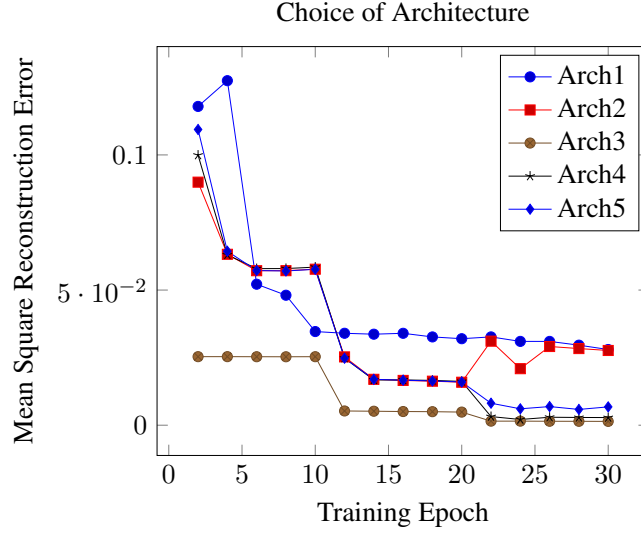 Choice of Architecture
Mean Square Reconstruction Error
0.1
5 · 10⁻²
0
Arch1
Arch2
Arch3
Arch4
Arch5
0 5 10 15 20 25 30
Training Epoch